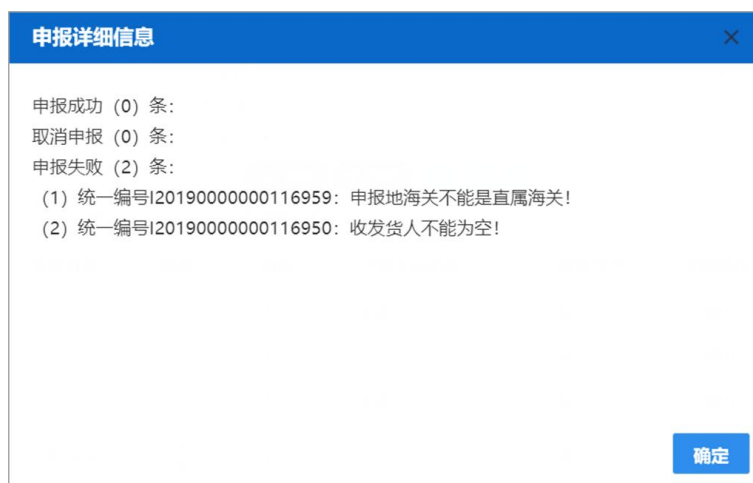 申报详细信息
申报成功（0）条：
取消申报（0）条：
申报失败（2）条：
（1）统一编号I20190000000116959：申报地海关不能是直属海关！
（2）统一编号I20190000000116950：收发货人不能为空！
确定